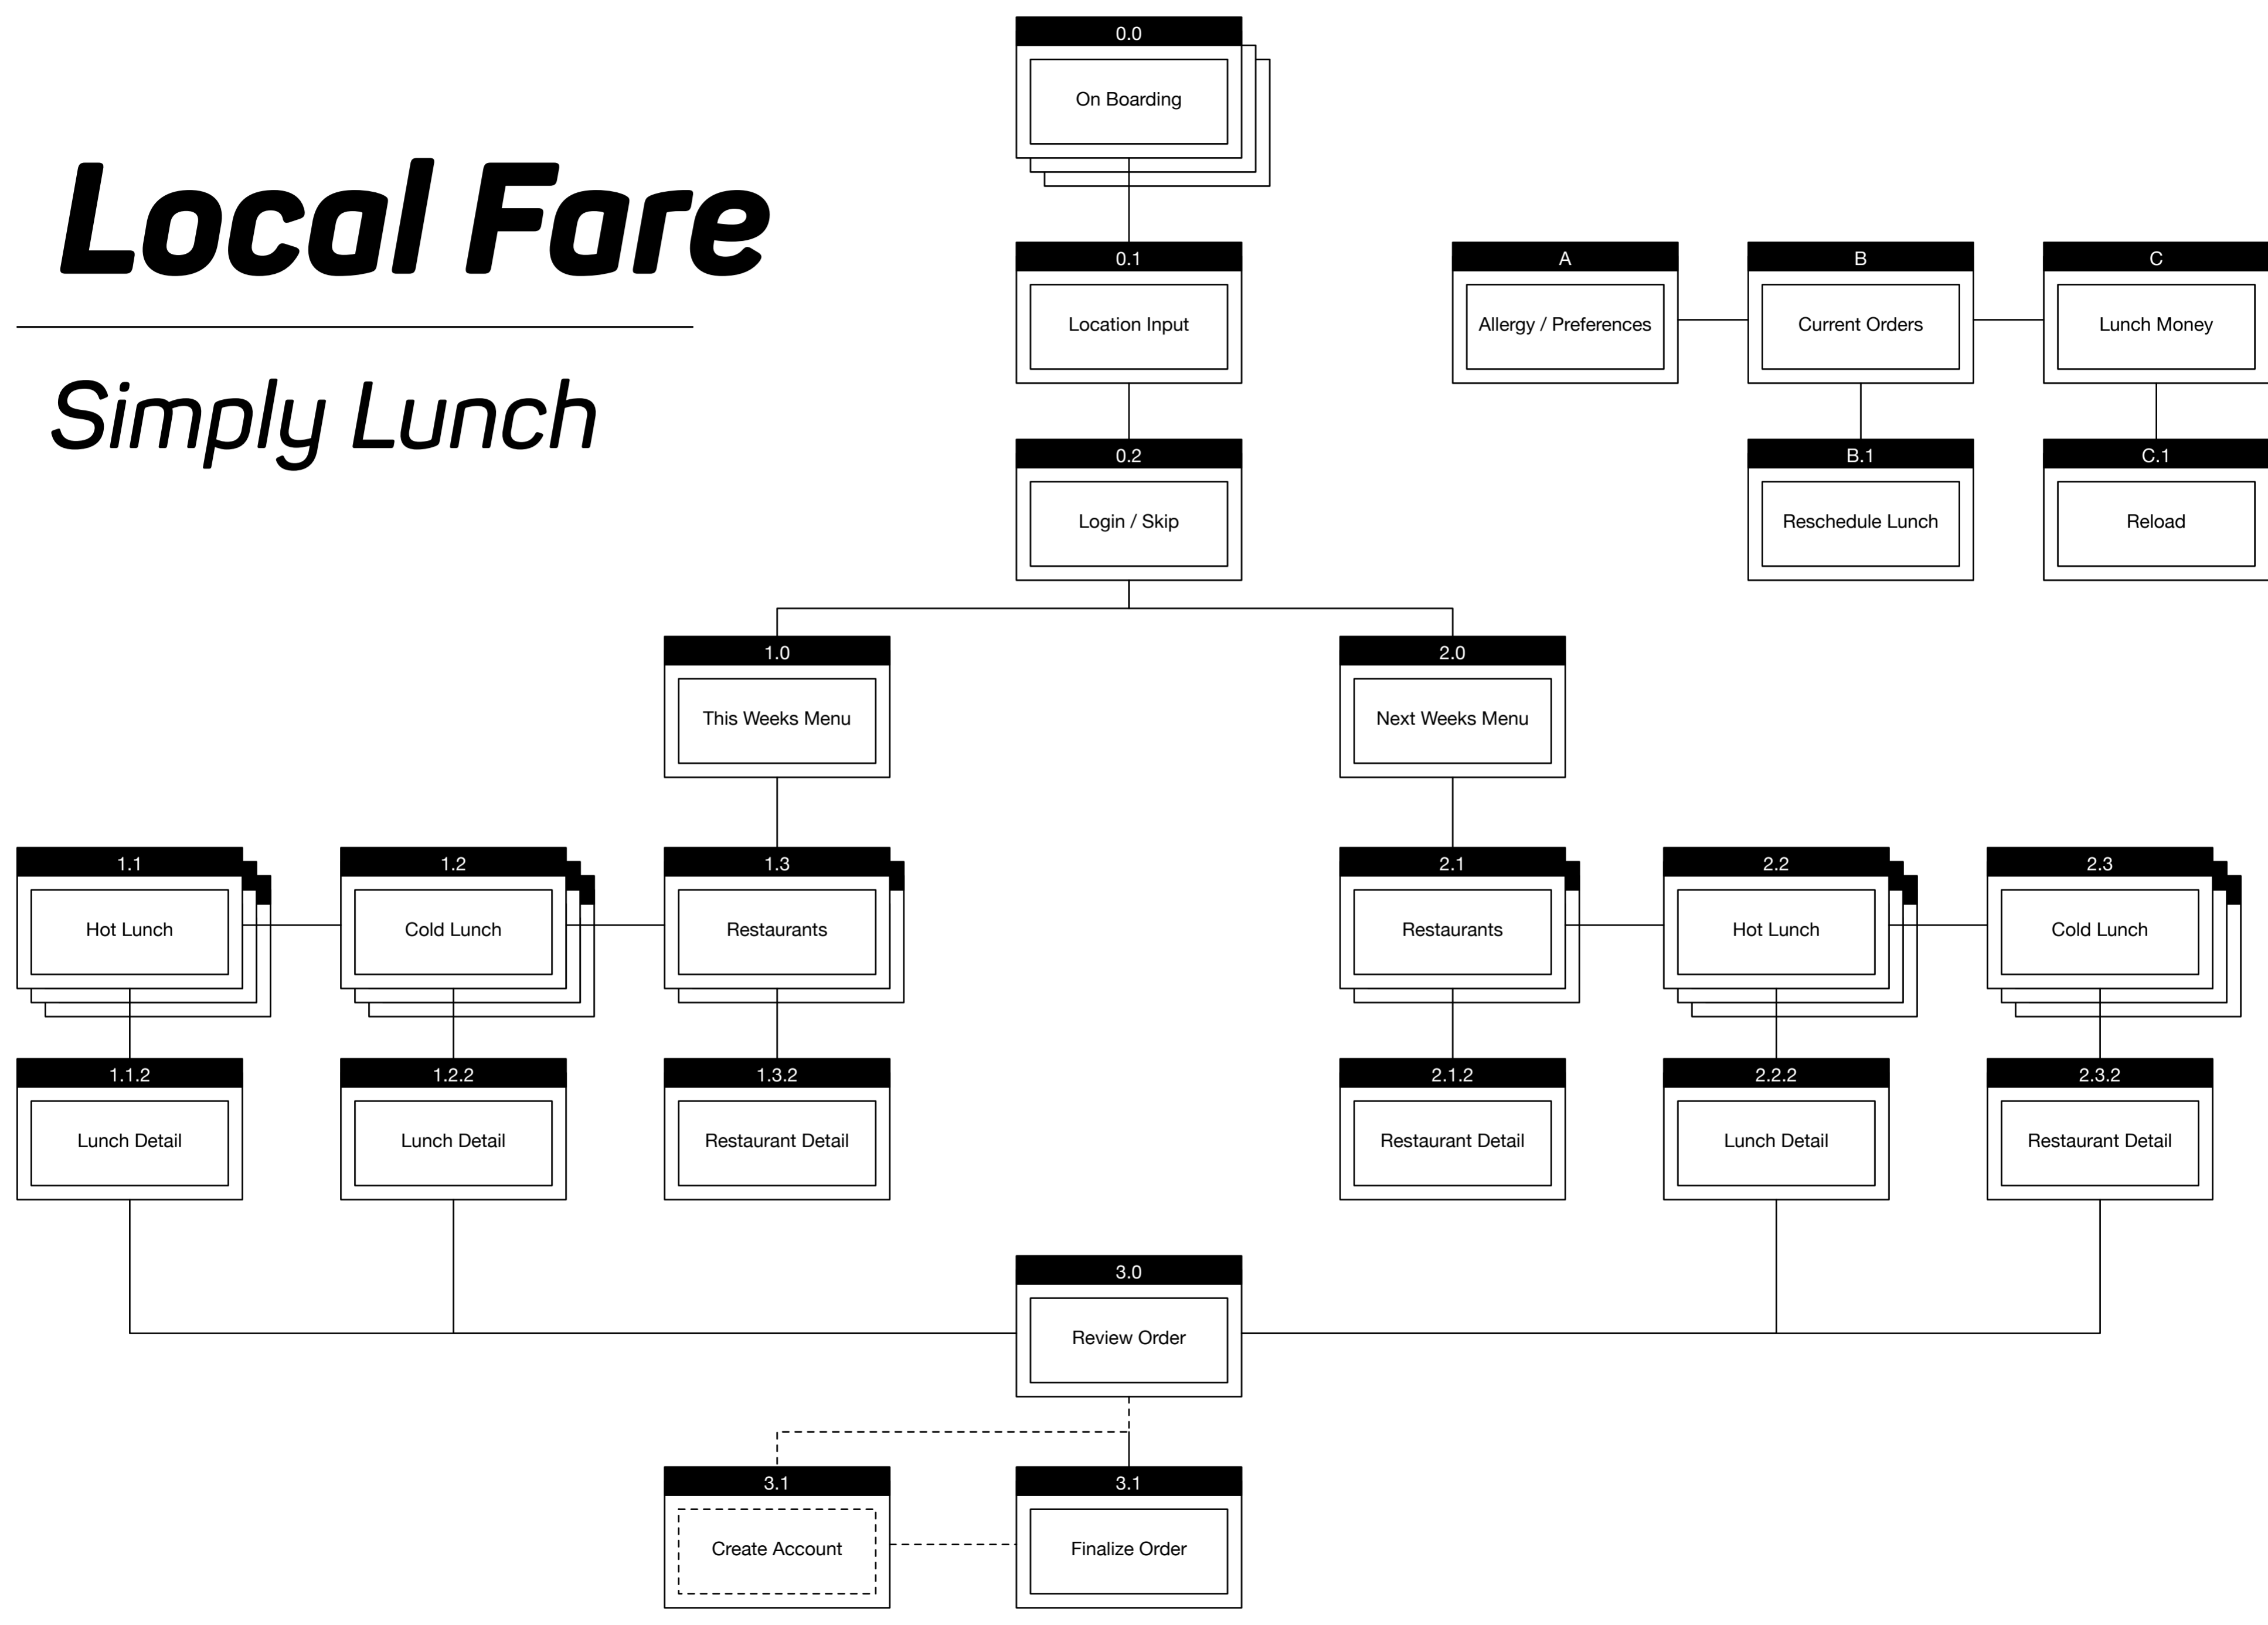 Local Fare
Simply Lunch
0.0
On Boarding
0.1
Location Input
A
Allergy / Preferences
B
Current Orders
C
Lunch Money
0.2
Login / Skip
B.1
Reschedule Lunch
C.1
Reload
1.0
This Weeks Menu
2.0
Next Weeks Menu
1.1
Hot Lunch
1.2
Cold Lunch
1.3
Restaurants
2.1
Restaurants
2.2
Hot Lunch
2.3
Cold Lunch
1.1.2
Lunch Detail
1.2.2
Lunch Detail
1.3.2
Restaurant Detail
2.1.2
Restaurant Detail
2.2.2
Lunch Detail
2.3.2
Restaurant Detail
3.0
Review Order
3.1
Create Account
3.1
Finalize Order